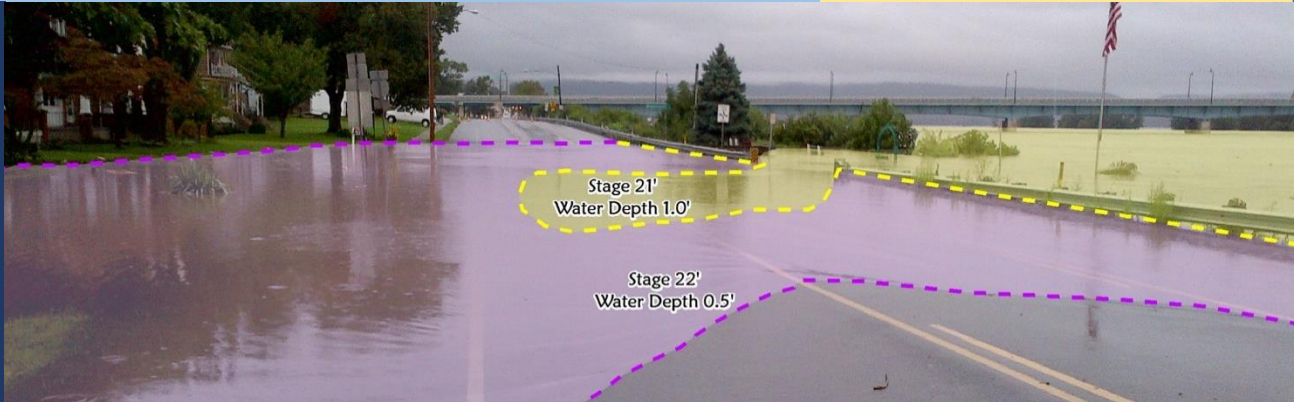 Stage 21'
Water Depth 1.0'
Stage 22'
Water Depth 0.5'